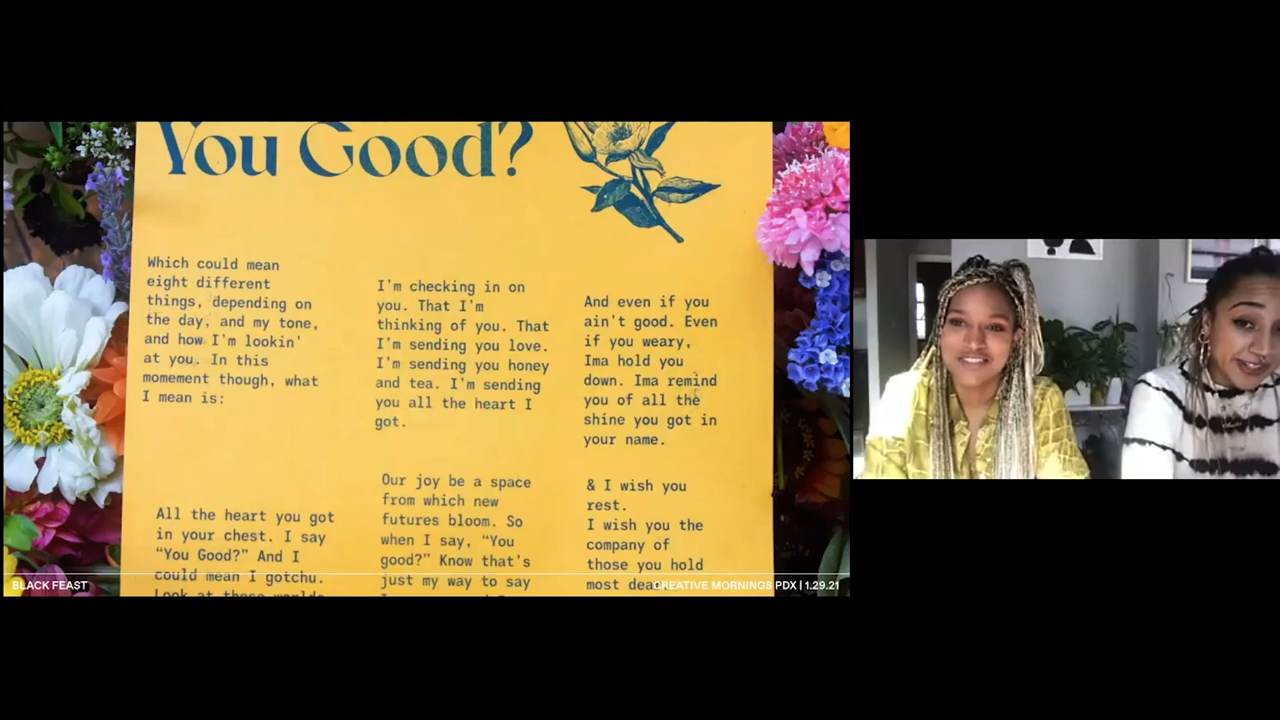 You Good?
Which could mean
eight different
things, depending on
the day, and my tone,
and how I'm lookin'
at you. In this
momement though, what
I mean is:
I'm checking in on
you. That I'm
thinking of you. That
I'm sending you love.
I'm sending you honey
and tea. I'm sending
you all the heart I
got.
And even if you
ain't good. Even
if you weary,
Ima hold you
down. Ima remind
you of all the
shine you got in
your name.
All the heart you got
in your chest. I say
“You Good?” And I
could mean I gotchu.
Look at these worlds
Our joy be a space
from which new
futures bloom. So
when I say, “You
good?” Know that's
just my way to say
& I wish you
rest.
I wish you the
company of
those you hold
most dear
BLACK FEAST
CREATIVE MORNINGS PDX | 1.29.21